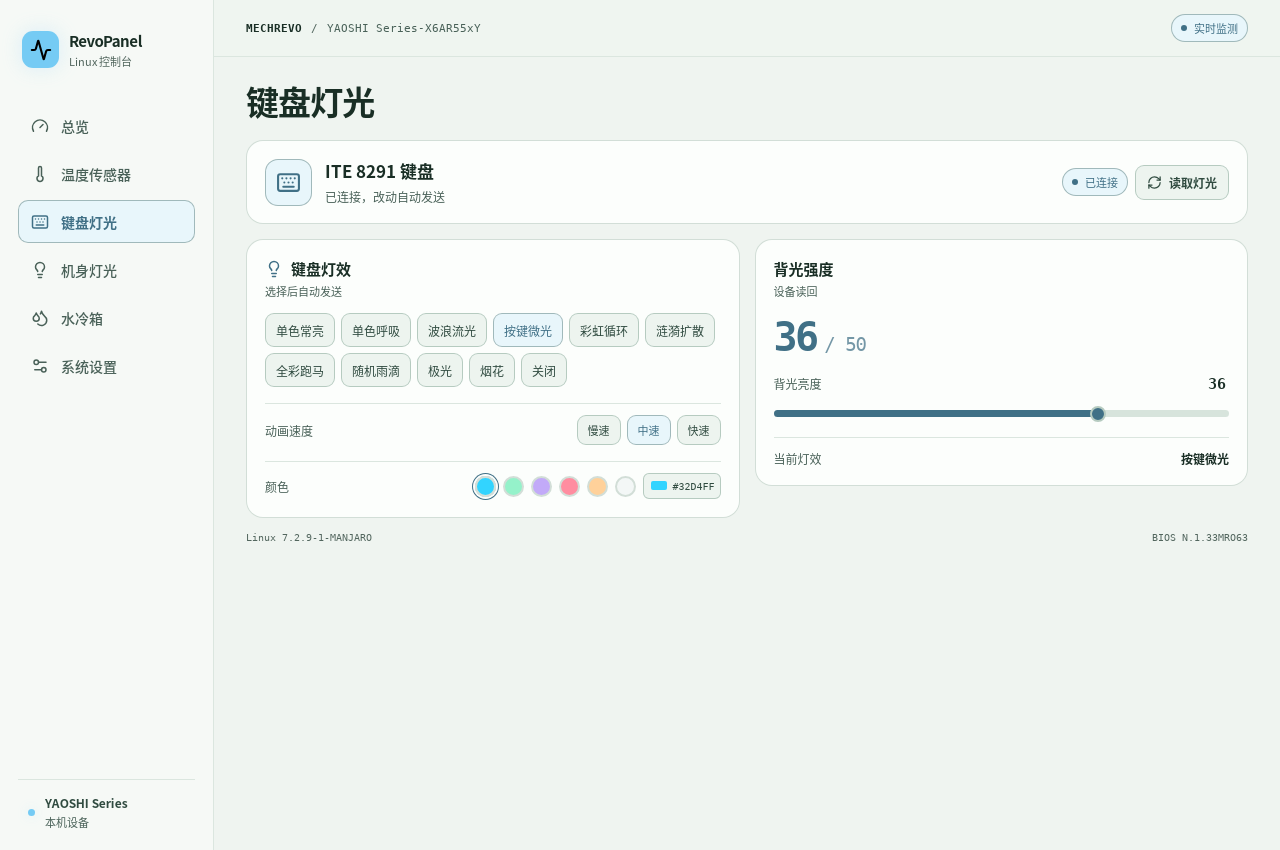 RevoPanel
Linux控制台
总览
温度传感器
键盘灯光
机身灯光
水冷箱
系统设置
YAOSHI Series
本机设备
MECHREVO / YAOSHI Series-X6AR55xY
实时监测
键盘灯光
ITE 8291 键盘
已连接，改动自动发送
已连接
读取灯光
键盘灯效
选择后自动发送
单色常亮 单色呼吸 波浪流光 按键微光 彩虹循环 涟漪扩散
全彩跑马 随机雨滴 极光 烟花 关闭
动画速度 慢速 中速 快速
颜色 #32D4FF
背光强度
设备读回
36 / 50
背光亮度 36
当前灯效 按键微光
Linux 7.2.9-1-MANJARO
BIOS N.1.33MRO63